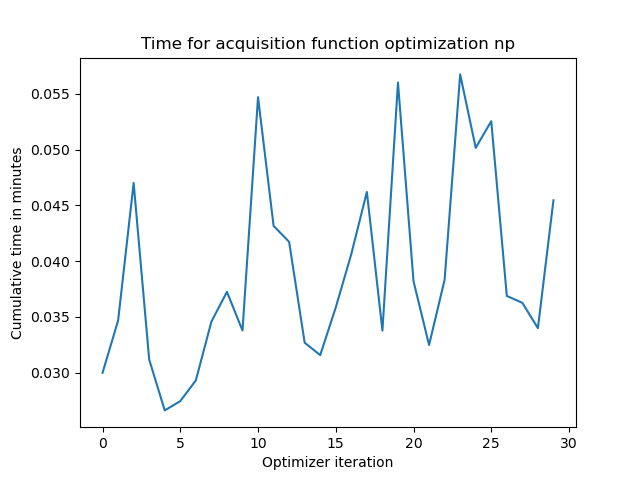 Time for acquisition function optimization np
Cumulative time in minutes
0.055
0.050
0.045
0.040
0.035
0.030
0 5 10 15 20 25 30
Optimizer iteration